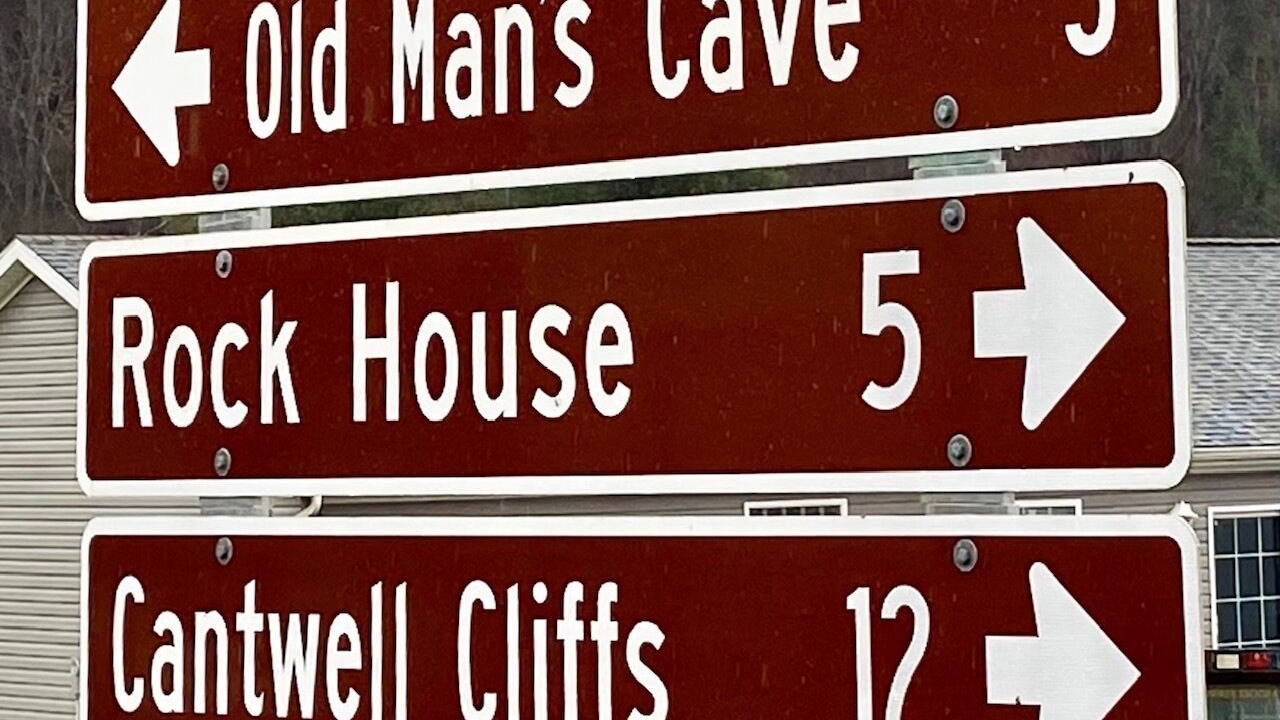 Old Man's Cave
Rock House 5
Cantwell Cliffs 12